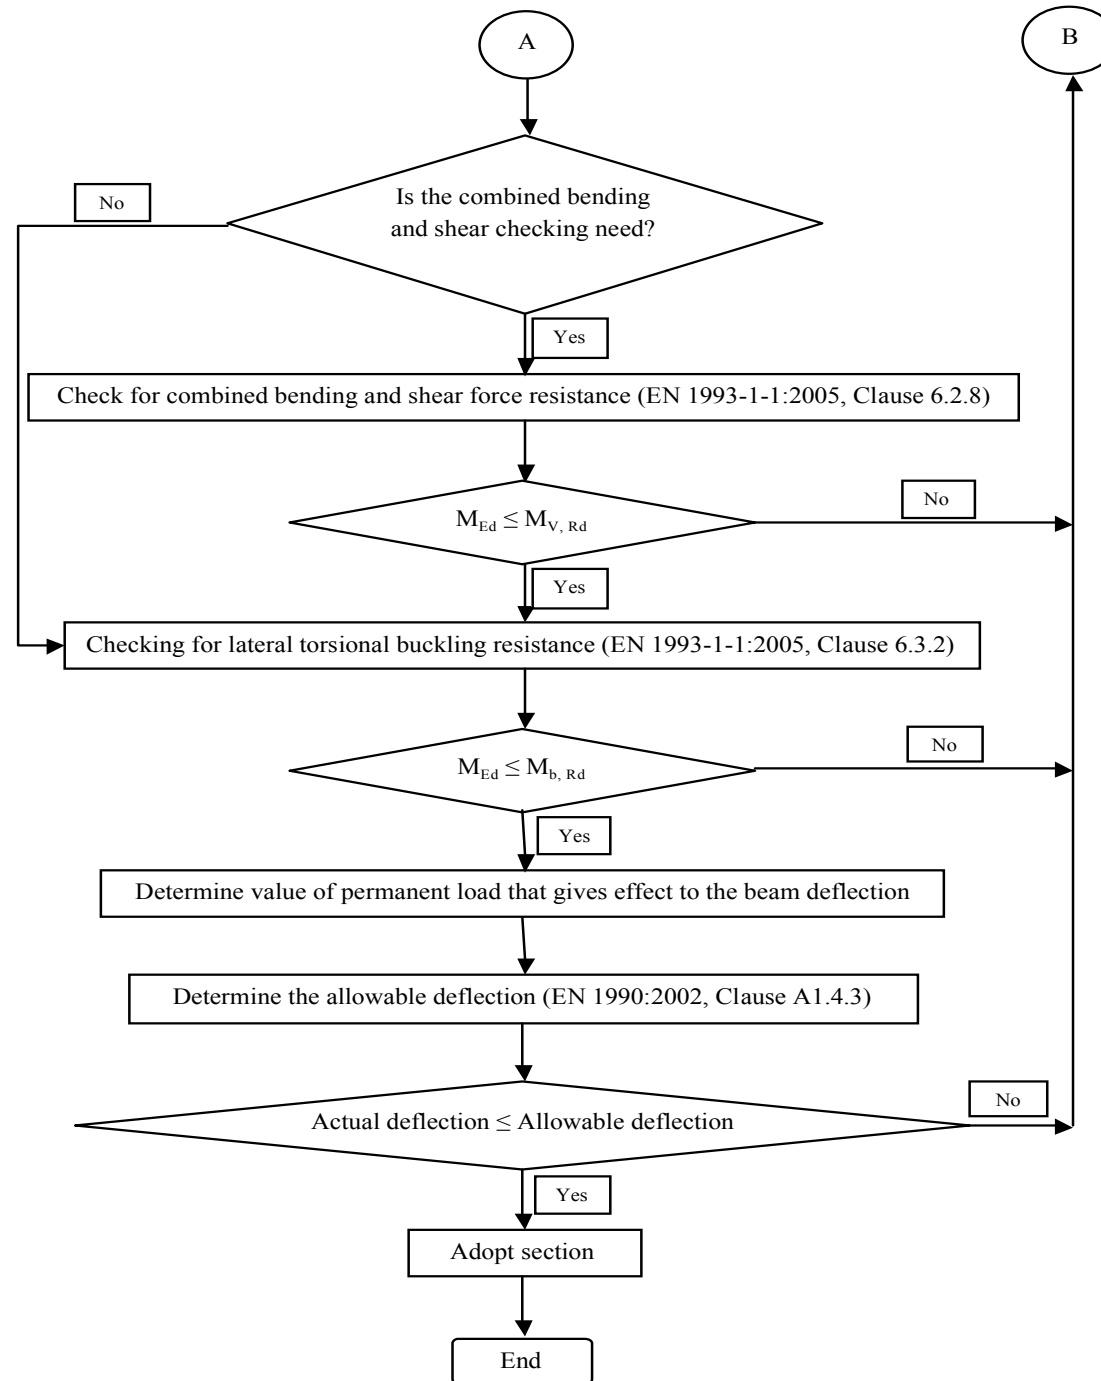 A
B
Is the combined bending
and shear checking need?
No
Yes
Check for combined bending and shear force resistance (EN 1993-1-1:2005, Clause 6.2.8)
M_Ed ≤ M_V, Rd
No
Yes
Checking for lateral torsional buckling resistance (EN 1993-1-1:2005, Clause 6.3.2)
M_Ed ≤ M_b, Rd
No
Yes
Determine value of permanent load that gives effect to the beam deflection
Determine the allowable deflection (EN 1990:2002, Clause A1.4.3)
Actual deflection ≤ Allowable deflection
No
Yes
Adopt section
End